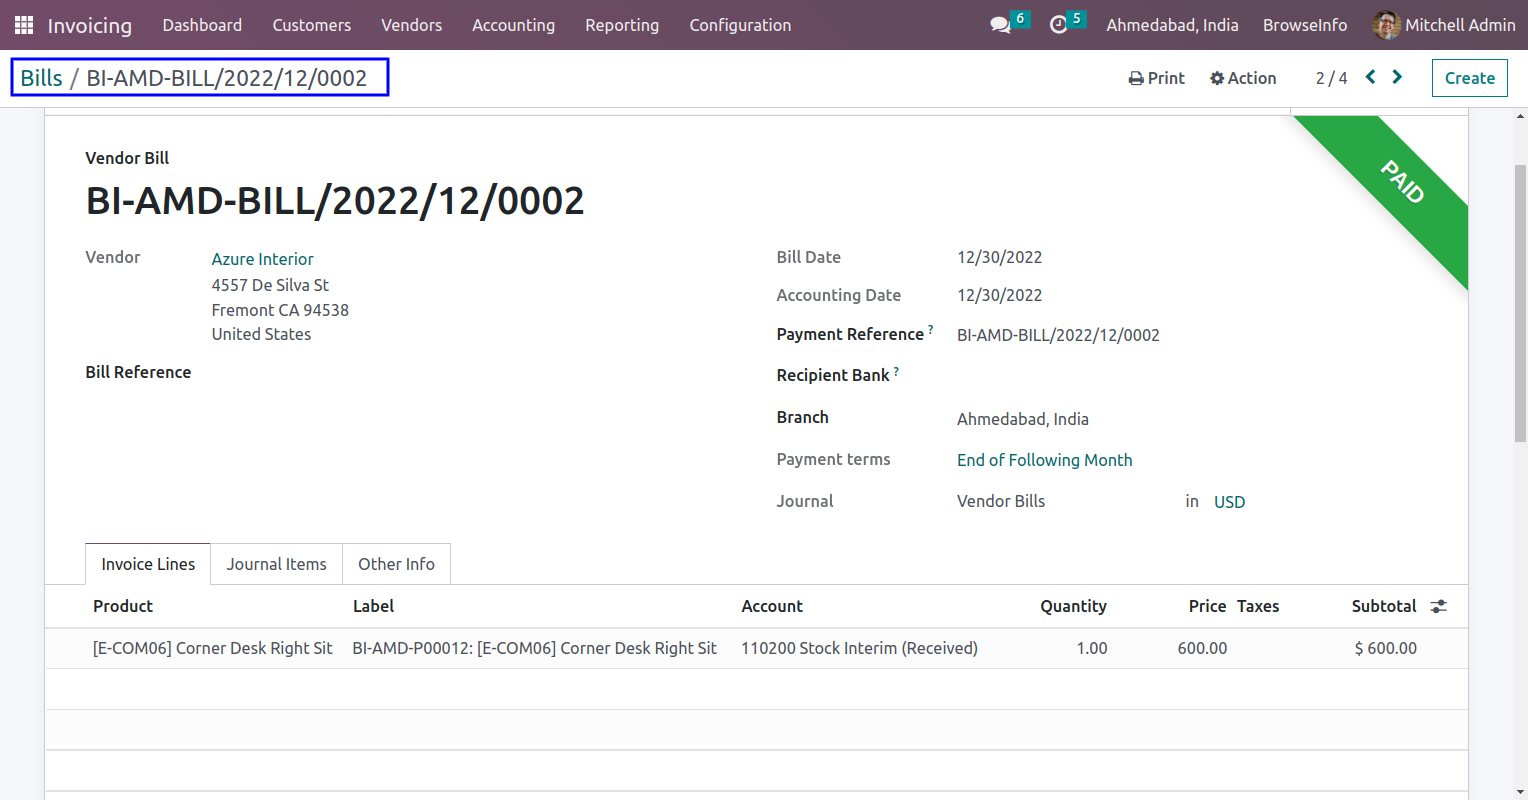 Invoicing Dashboard Customers Vendors Accounting Reporting Configuration 6 5 Ahmedabad, India BrowseInfo Mitchell Admin
Bills / BI-AMD-BILL/2022/12/0002 Print Action 2 / 4 Create
PAID
Vendor Bill
BI-AMD-BILL/2022/12/0002
Vendor Azure Interior Bill Date 12/30/2022
4557 De Silva St
Fremont CA 94538 Accounting Date 12/30/2022
United States Payment Reference ? BI-AMD-BILL/2022/12/0002
Bill Reference Recipient Bank ?
Branch Ahmedabad, India
Payment terms End of Following Month
Journal Vendor Bills in USD
Invoice Lines Journal Items Other Info
Product Label Account Quantity Price Taxes Subtotal
[E-COM06] Corner Desk Right Sit BI-AMD-P00012: [E-COM06] Corner Desk Right Sit 110200 Stock Interim (Received) 1.00 600.00 $ 600.00